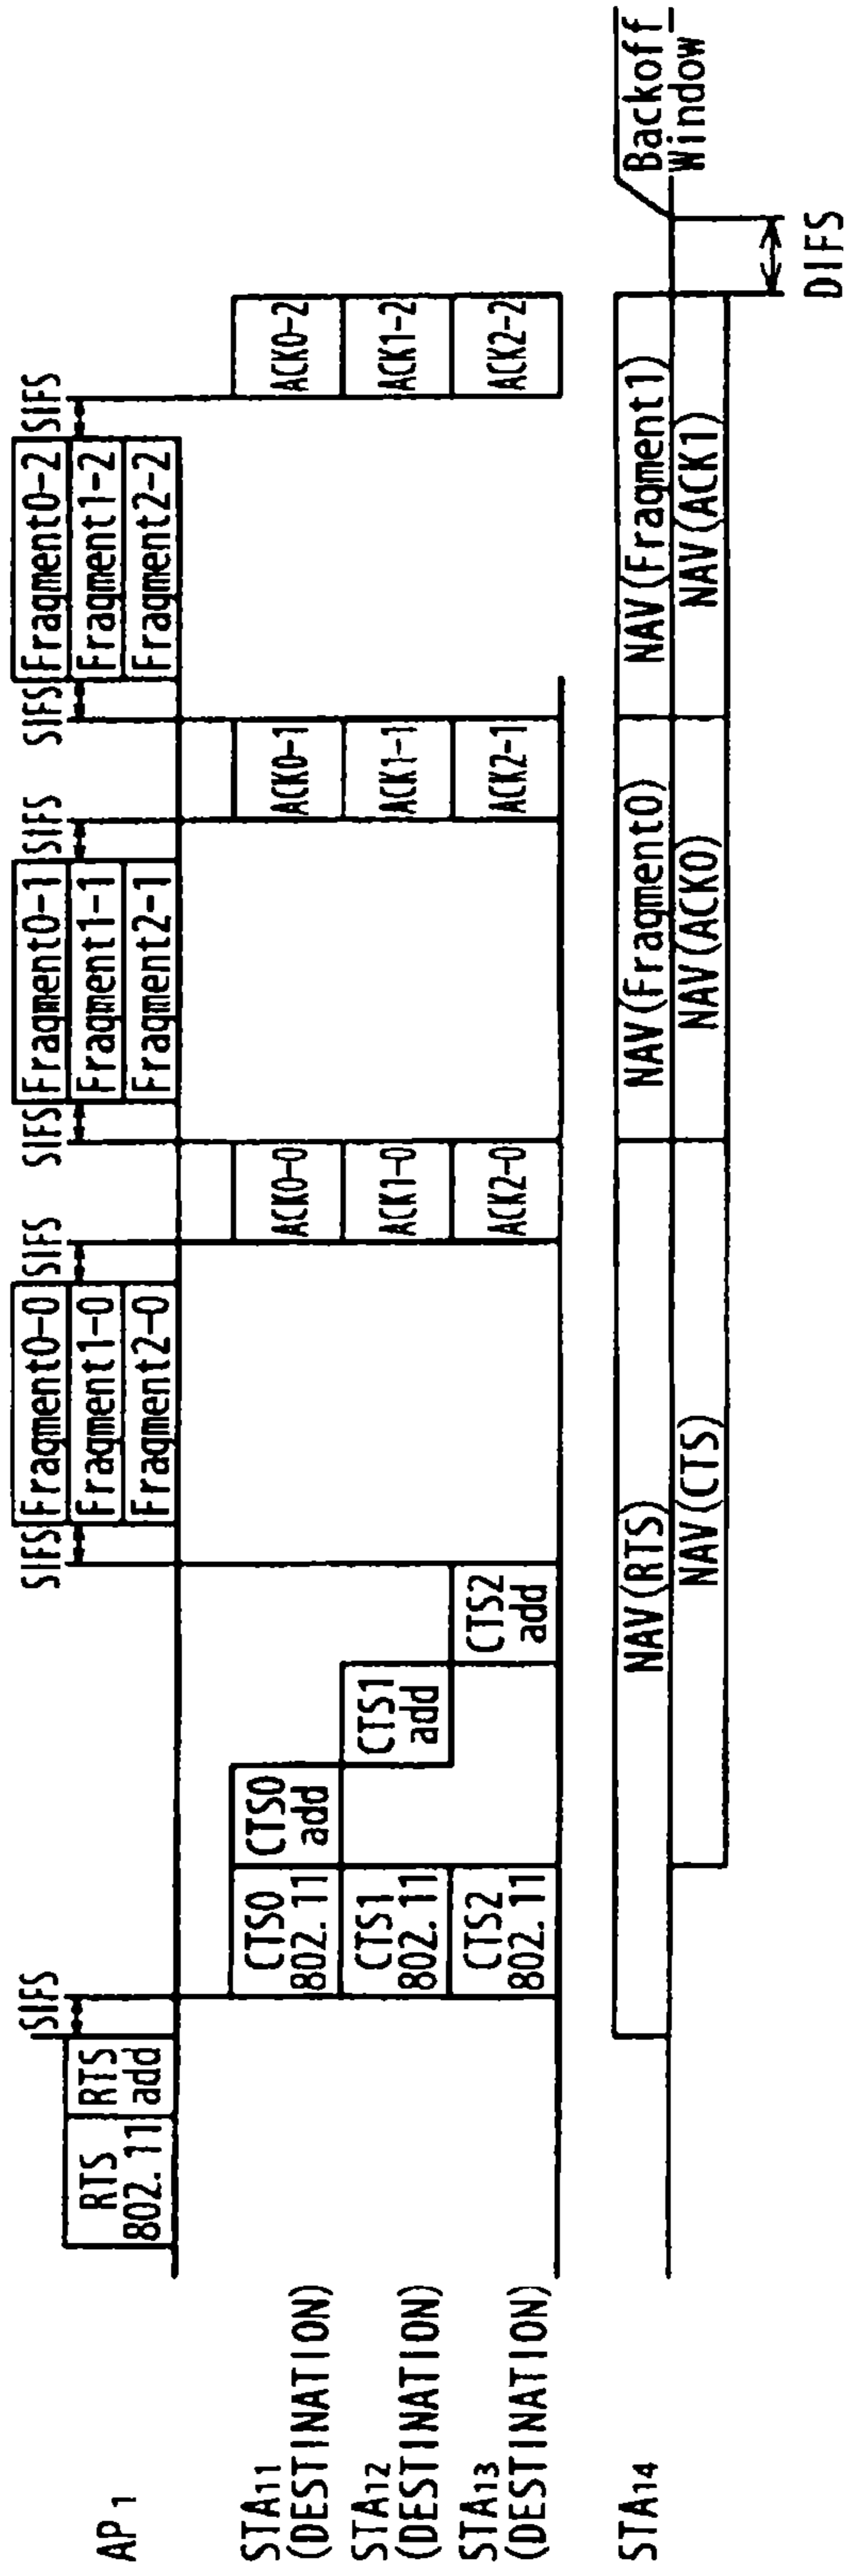 AP1
RTS
802.11
RTS
add
SIFS
SIFS
Fragment0-0
Fragment1-0
Fragment2-0
SIFS
SIFS
Fragment0-1
Fragment1-1
Fragment2-1
SIFS
SIFS
Fragment0-2
Fragment1-2
Fragment2-2
SIFS
STA11
(DESTINATION)
CTS0
802.11
CTS0
add
ACK0-0
ACK0-1
ACK0-2
STA12
(DESTINATION)
CTS1
802.11
CTS1
add
ACK1-0
ACK1-1
ACK1-2
STA13
(DESTINATION)
CTS2
802.11
CTS2
add
ACK2-0
ACK2-1
ACK2-2
STA14
NAV(RTS)
NAV(Fragment0)
NAV(Fragment1)
Backoff
Window
NAV(CTS)
NAV(ACK0)
NAV(ACK1)
DIFS